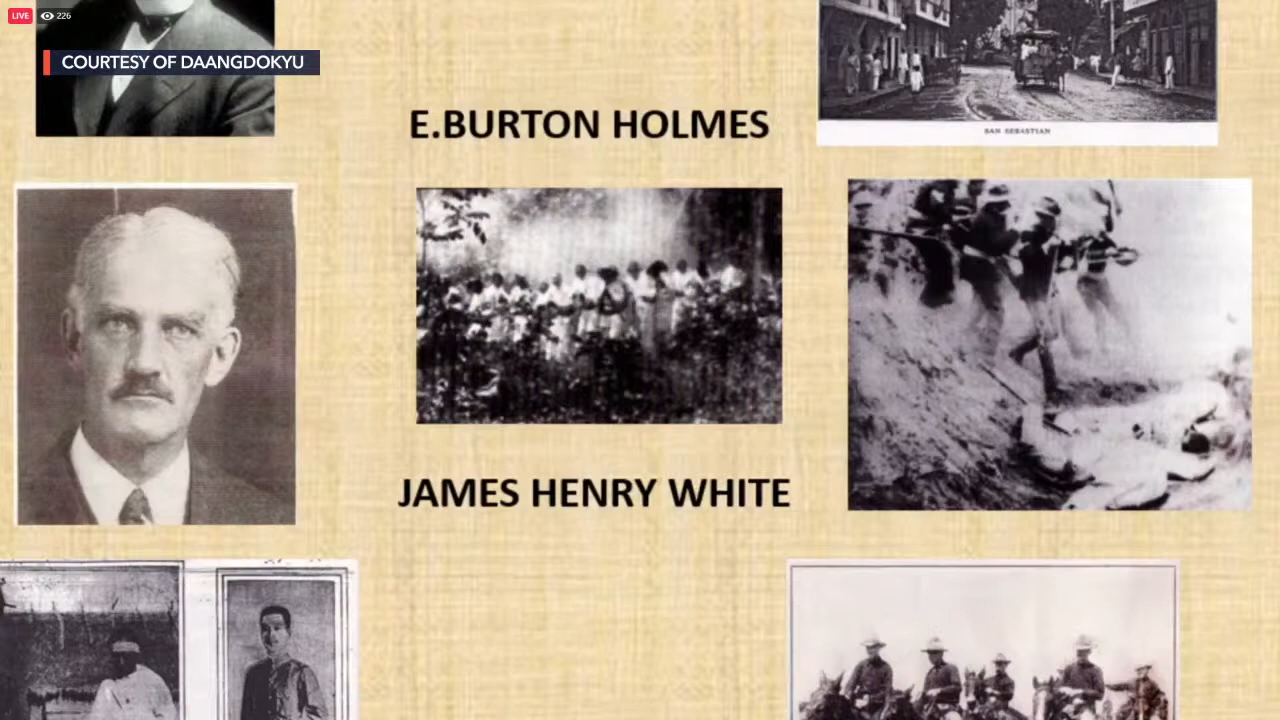 LIVE 226
COURTESY OF DAANGDOKYU
E.BURTON HOLMES
SAN SEBASTIAN
JAMES HENRY WHITE